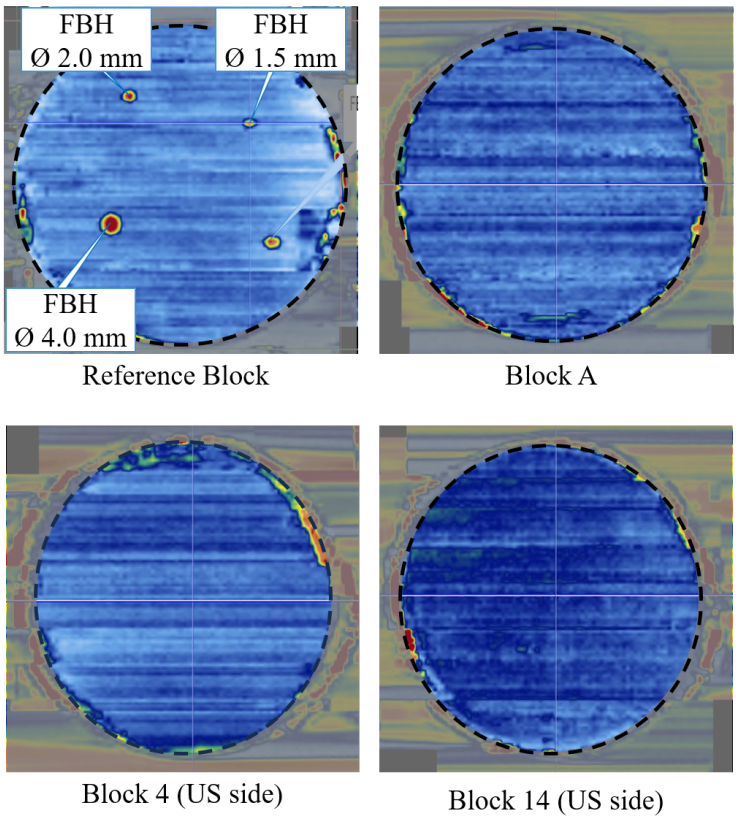 FBH
Ø 2.0 mm
FBH
Ø 1.5 mm
FBH
Ø 4.0 mm
Reference Block
Block A
Block 4 (US side)
Block 14 (US side)